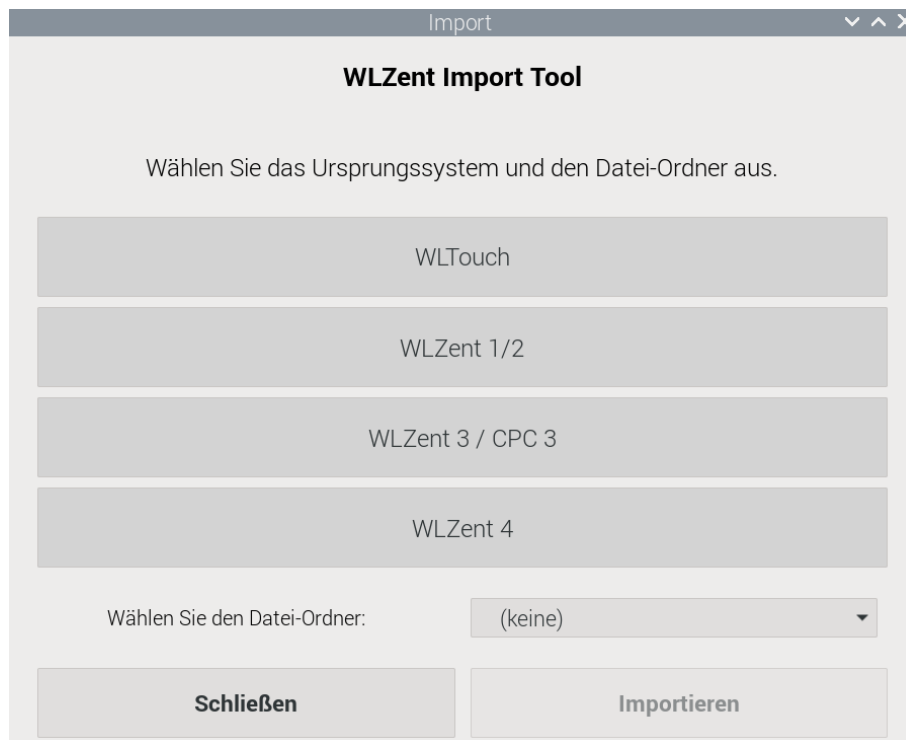 Import
WLZent Import Tool
Wählen Sie das Ursprungssystem und den Datei-Ordner aus.
WLTouch
WLZent 1/2
WLZent 3 / CPC 3
WLZent 4
Wählen Sie den Datei-Ordner: (keine)
Schließen Importieren